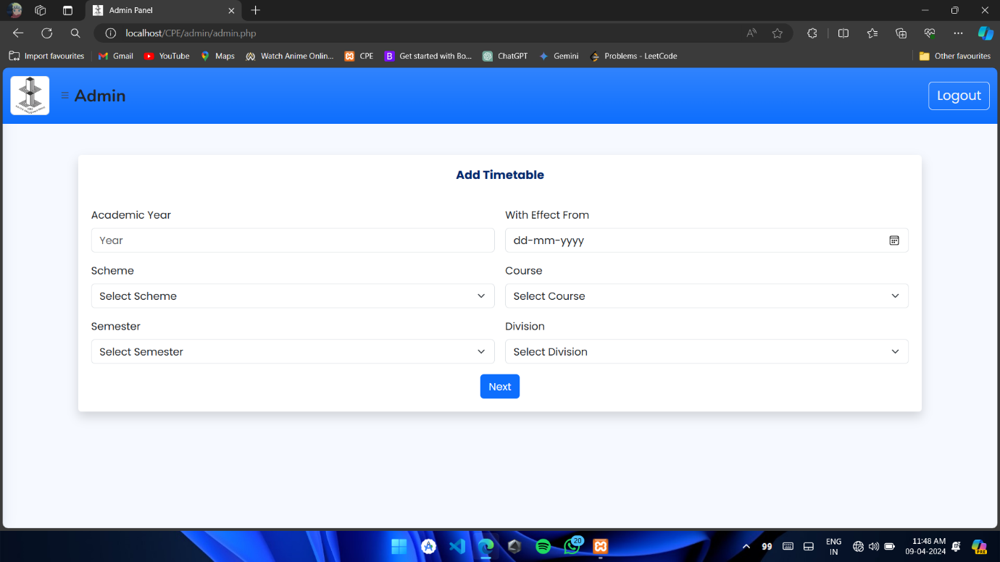 Admin Panel
localhost/CPE/admin/admin.php
Import favourites Gmail YouTube Maps Watch Anime Onlin... CPE B Get started with Bo... ChatGPT Gemini Problems - LeetCode Other favourites
Admin Logout
Add Timetable
Academic Year With Effect From
Year dd-mm-yyyy
Scheme Course
Select Scheme Select Course
Semester Division
Select Semester Select Division
Next
20
99
ENG
IN
11:48 AM
09-04-2024
PRE